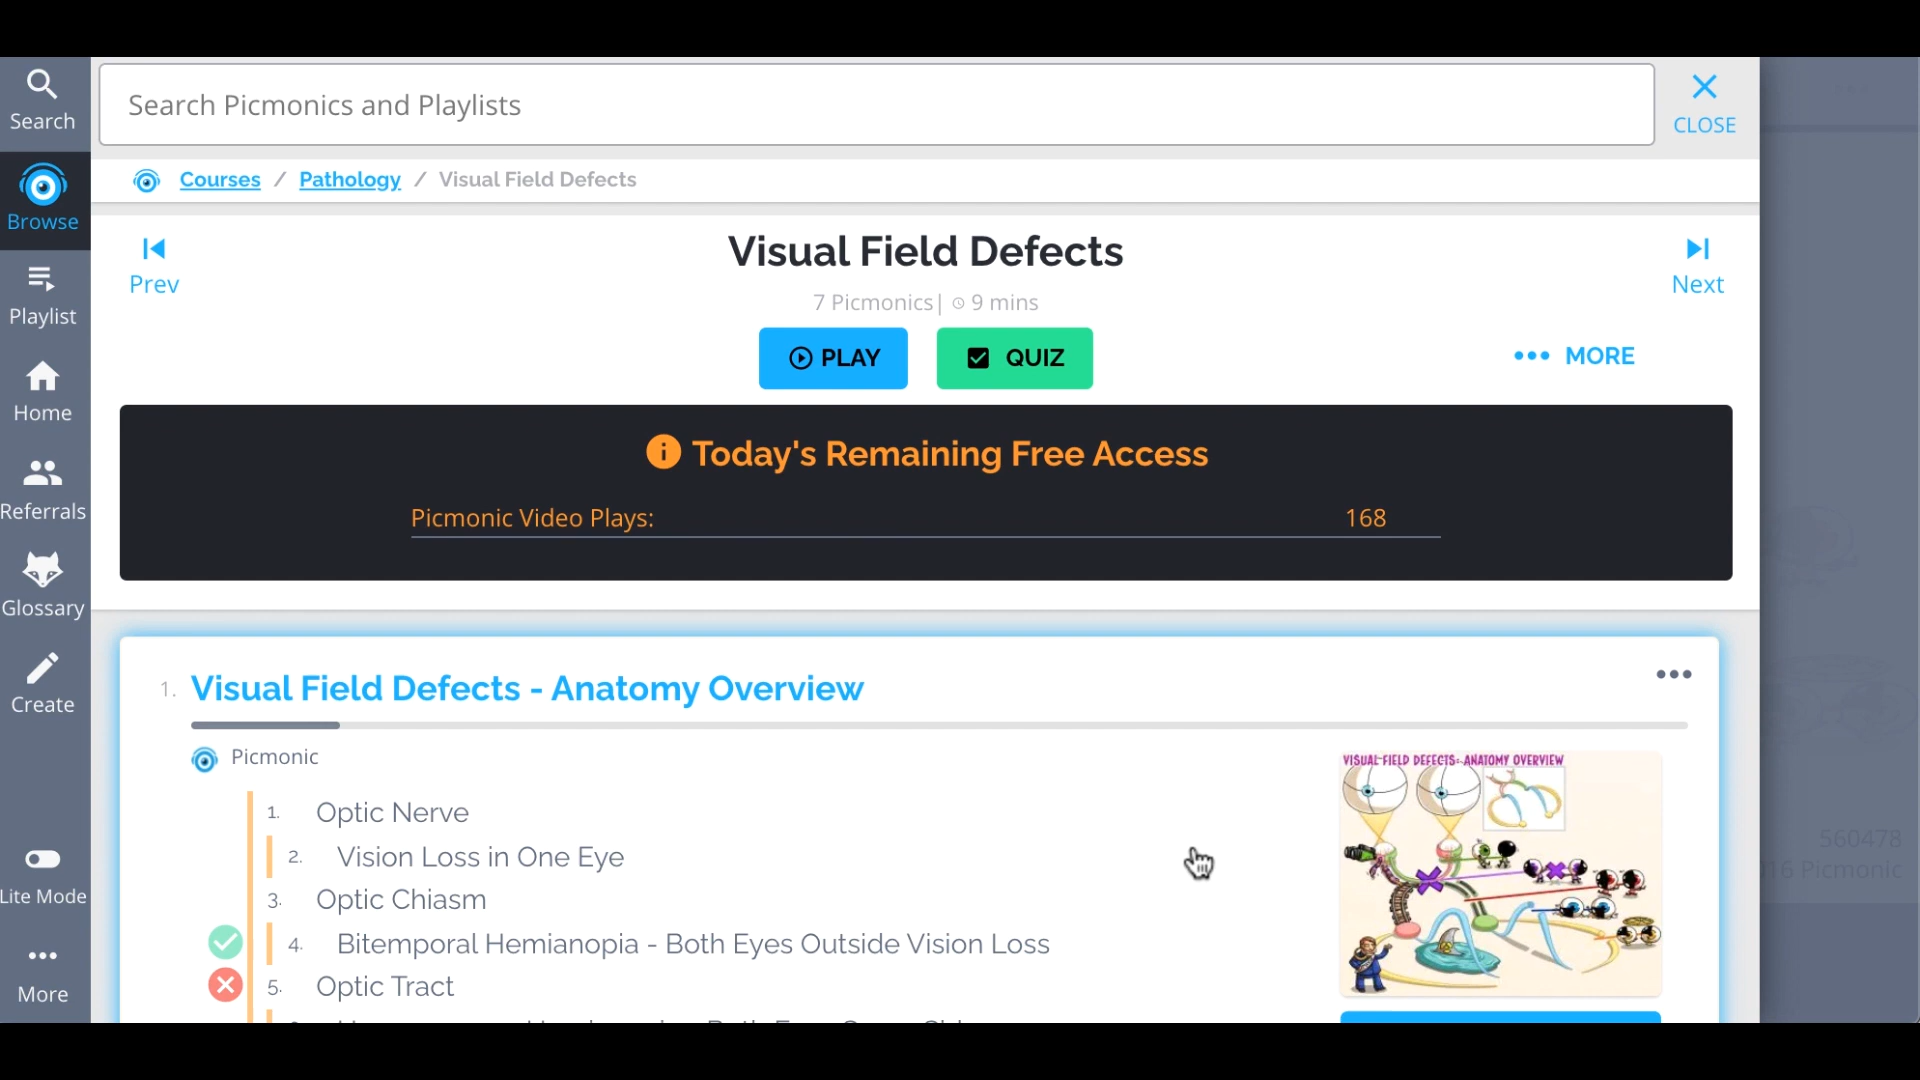 Search
Browse
Playlist
Home
Referrals
Glossary
Create
Lite Mode
More
Search Picmonics and Playlists
CLOSE
Courses / Pathology / Visual Field Defects
Prev
Visual Field Defects
Next
7 Picmonics| 9 mins
PLAY
QUIZ
MORE
Today's Remaining Free Access
Picmonic Video Plays: 168
1. Visual Field Defects - Anatomy Overview
Picmonic
1. Optic Nerve
2. Vision Loss in One Eye
3. Optic Chiasm
4. Bitemporal Hemianopia - Both Eyes Outside Vision Loss
5. Optic Tract
VISUAL FIELD DEFECTS: ANATOMY OVERVIEW
560478
16 Picmonic